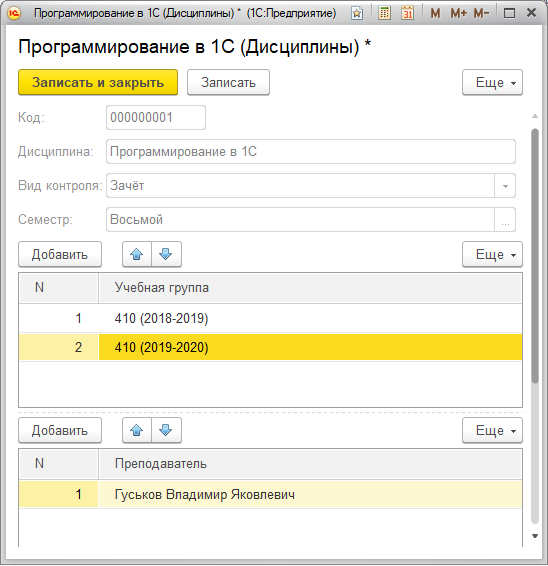 Программирование в 1С (Дисциплины) * (1С:Предприятие)
M M+ M-
Программирование в 1С (Дисциплины) *
Записать и закрыть Записать Еще
Код: 000000001
Дисциплина: Программирование в 1С
Вид контроля: Зачёт
Семестр: Восьмой ...
Добавить Еще
N Учебная группа
1 410 (2018-2019)
2 410 (2019-2020)
Добавить Еще
N Преподаватель
1 Гуськов Владимир Яковлевич